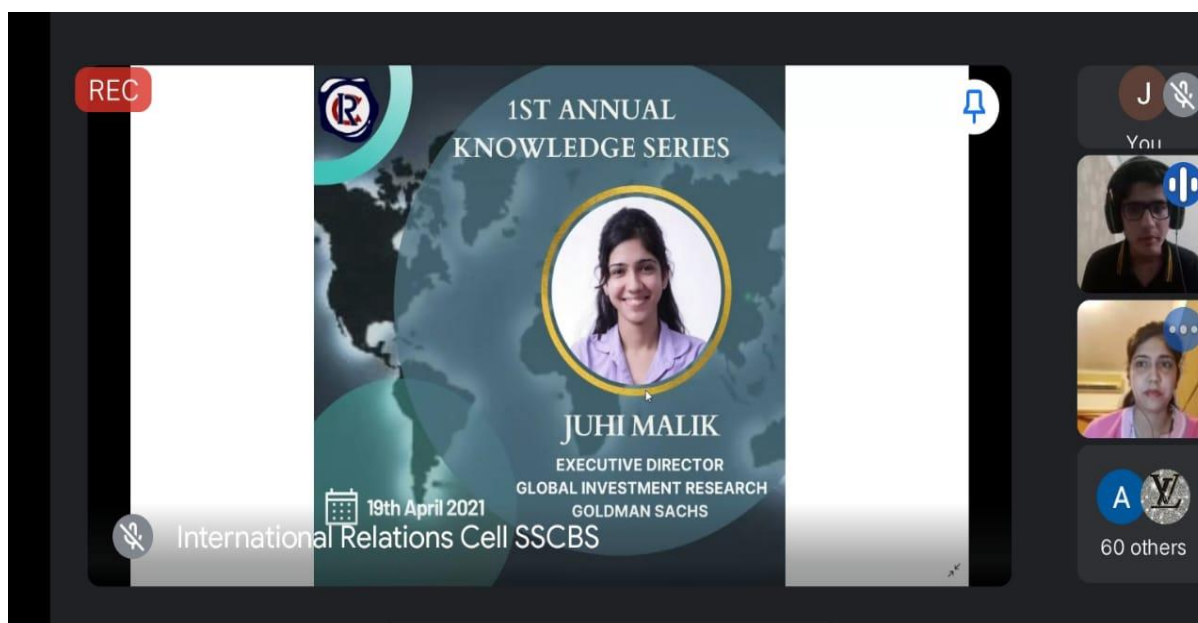 REC
1ST ANNUAL
KNOWLEDGE SERIES
JUHI MALIK
EXECUTIVE DIRECTOR
GLOBAL INVESTMENT RESEARCH
GOLDMAN SACHS
19th April 2021
International Relations Cell SSCBS
J
You
A
60 others